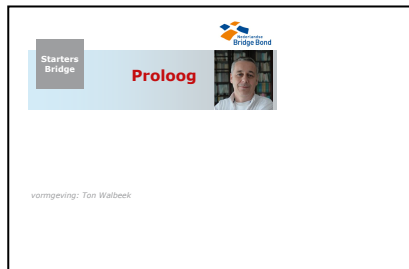 Nederlandse
Bridge Bond
Starters
Bridge
Proloog
vormgeving: Ton Walbeek